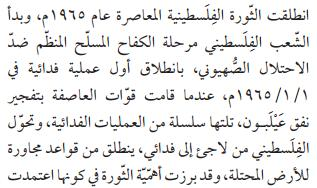 انطلقت الثّورة الفِلَسطينية المعاصرة عام ١٩٦٥م، وبدأ
الشّعب الفِلَسطيني مرحلة الكفاح المسلّح المنظّم ضدّ
الاحتلال الصُّهيوني، بانطلاق أول عملية فدائية في
١/١/ ١٩٦٥م، عندما قامت قوّات العاصفة بتفجير
نفق عَيْلَبـون، تلتها سلسلة من العمليات الفدائية، وتحوّل
الفِلَسطيني من لاجئ إلى فدائي، ينطلق من قواعد مجاورة
للأرض المحتلة، وقد برزت أهمّيّة الثّورة في كونها اعتمدت